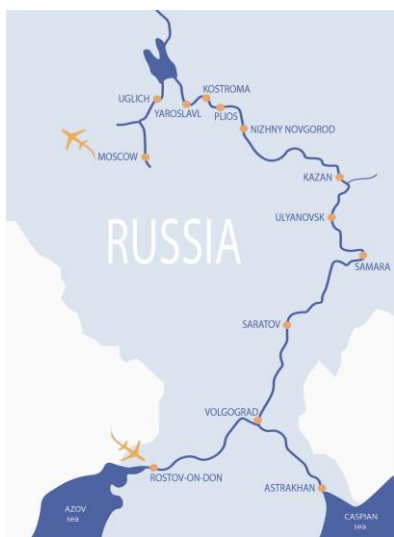 KOSTROMA
UGLICH
YAROSLAVL
PLIOS
NIZHNY NOVGOROD
MOSCOW
KAZAN
ULYANOVSK
RUSSIA
SAMARA
SARATOV
VOLGOGRAD
ROSTOV-ON-DON
ASTRAKHAN
AZOV
sea
CASPIAN
sea